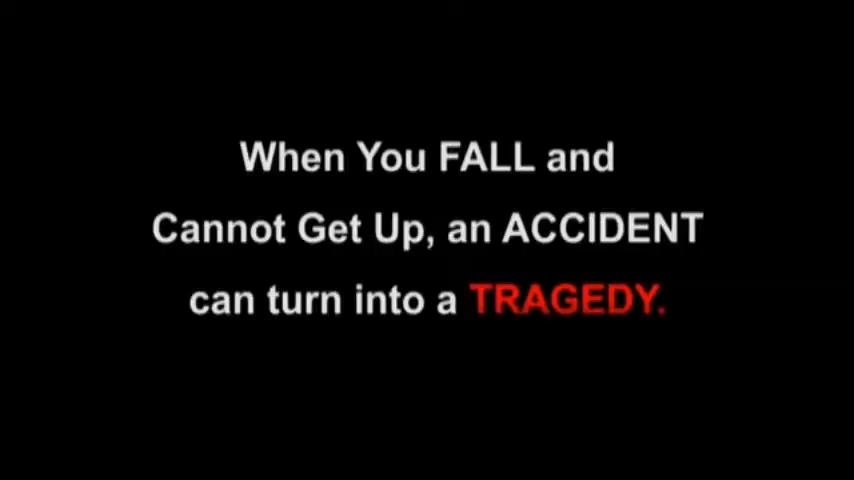 When You FALL and
Cannot Get Up, an ACCIDENT
can turn into a TRAGEDY.